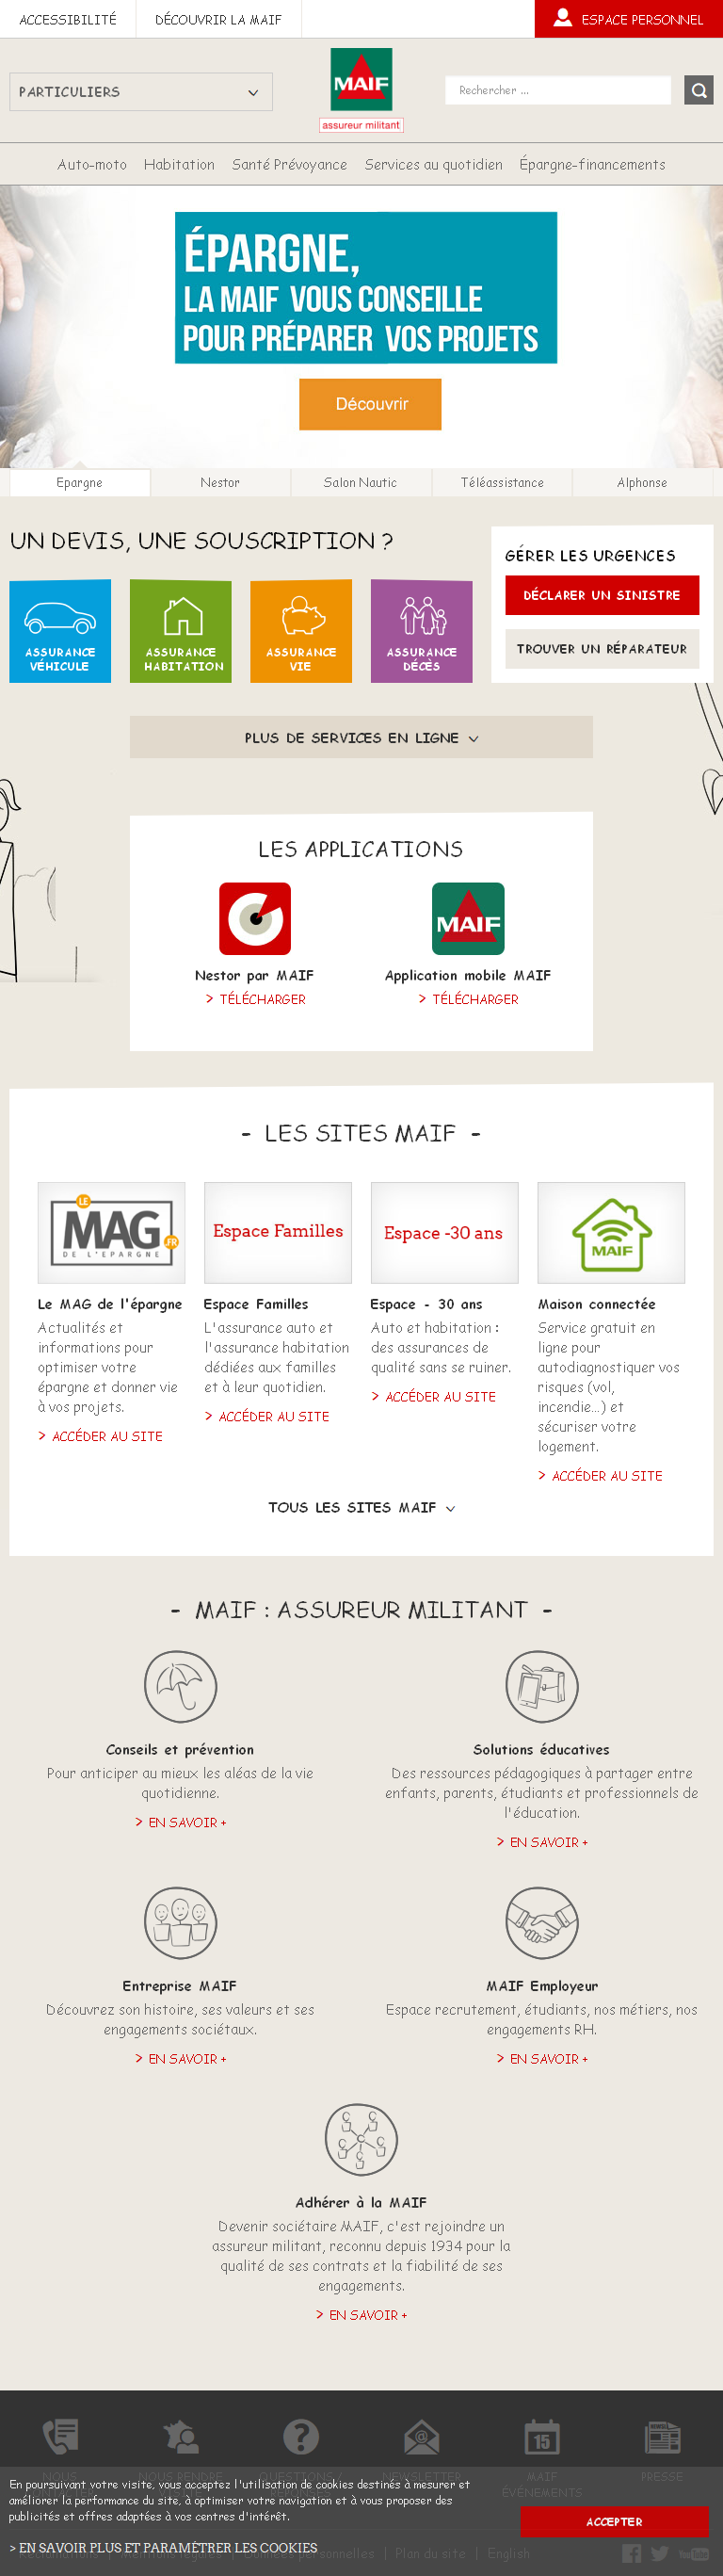 ACCESSIBILITÉ
DÉCOUVRIR LA MAIF
ESPACE PERSONNEL
PARTICULIERS
MAIF
assureur militant
Rechercher ...
Auto-moto
Habitation
Santé Prévoyance
Services au quotidien
Épargne-financements
ÉPARGNE,
LA MAIF VOUS CONSEILLE
POUR PRÉPARER VOS PROJETS
Découvrir
Epargne
Nestor
Salon Nautic
Téléassistance
Alphonse
UN DEVIS, UNE SOUSCRIPTION ?
ASSURANCE
VÉHICULE
ASSURANCE
HABITATION
ASSURANCE
VIE
ASSURANCE
DÉCÈS
GÉRER LES URGENCES
DÉCLARER UN SINISTRE
TROUVER UN RÉPARATEUR
PLUS DE SERVICES EN LIGNE
LES APPLICATIONS
Nestor par MAIF
> TÉLÉCHARGER
MAIF
Application mobile MAIF
> TÉLÉCHARGER
- LES SITES MAIF -
LE
MAG
.FR
DE L'EPARGNE
Le MAG de l'épargne
Actualités et
informations pour
optimiser votre
épargne et donner vie
à vos projets.
> ACCÉDER AU SITE
Espace Familles
Espace Familles
L'assurance auto et
l'assurance habitation
dédiées aux familles
et à leur quotidien.
> ACCÉDER AU SITE
Espace -30 ans
Espace - 30 ans
Auto et habitation :
des assurances de
qualité sans se ruiner.
> ACCÉDER AU SITE
MAIF
Maison connectée
Service gratuit en
ligne pour
autodiagnostiquer vos
risques (vol,
incendie...) et
sécuriser votre
logement.
> ACCÉDER AU SITE
TOUS LES SITES MAIF
- MAIF : ASSUREUR MILITANT -
Conseils et prévention
Pour anticiper au mieux les aléas de la vie
quotidienne.
> EN SAVOIR +
Solutions éducatives
Des ressources pédagogiques à partager entre
enfants, parents, étudiants et professionnels de
l'éducation.
> EN SAVOIR +
Entreprise MAIF
Découvrez son histoire, ses valeurs et ses
engagements sociétaux.
> EN SAVOIR +
MAIF Employeur
Espace recrutement, étudiants, nos métiers, nos
engagements RH.
> EN SAVOIR +
Adhérer à la MAIF
Devenir sociétaire MAIF, c'est rejoindre un
assureur militant, reconnu depuis 1934 pour la
qualité de ses contrats et la fiabilité de ses
engagements.
> EN SAVOIR +
15
NOUS
NOUS RENDRE
QUESTIONS /
RÉPONSES
NEWSLETTER
MAIF
ÉVÉNEMENTS
PRESSE
En poursuivant votre visite, vous acceptez l'utilisation de cookies destinés à mesurer et
améliorer la performance du site, à optimiser votre navigation et à vous proposer des
publicités et offres adaptées à vos centres d'intérêt.
ACCEPTER
> EN SAVOIR PLUS ET PARAMÉTRER LES COOKIES
personnelles | Plan du site | English